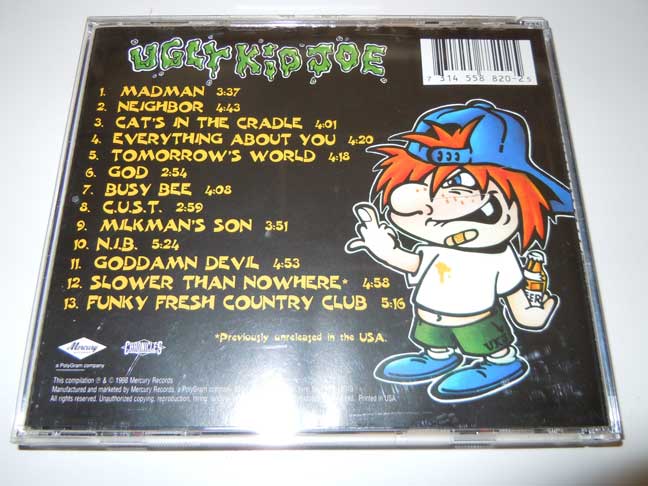 UGLY KID JOE
7 31455 8820-2 5
1. MADMAN 3:37
2. NEIGHBOR 4:43
3. CAT'S IN THE CRADLE 4:01
4. EVERYTHING ABOUT YOU 4:20
5. TOMORROW'S WORLD 4:18
6. GOD 2:54
7. BUSY BEE 4:08
8. C.U.S.T. 2:59
9. MILKMAN'S SON 3:51
10. N.I.B. 5:24
11. GODDAMN DEVIL 4:53
12. SLOWER THAN NOWHERE* 4:58
13. FUNKY FRESH COUNTRY CLUB 5:16
*Previously unreleased in the USA.
Mercury
a PolyGram company
CHRONICLES
This compilation ℗ & © 1998 Mercury Records
Manufactured and marketed by Mercury Records, a PolyGram company
All rights reserved. Unauthorized copying, reproduction, hiring Printed in USA